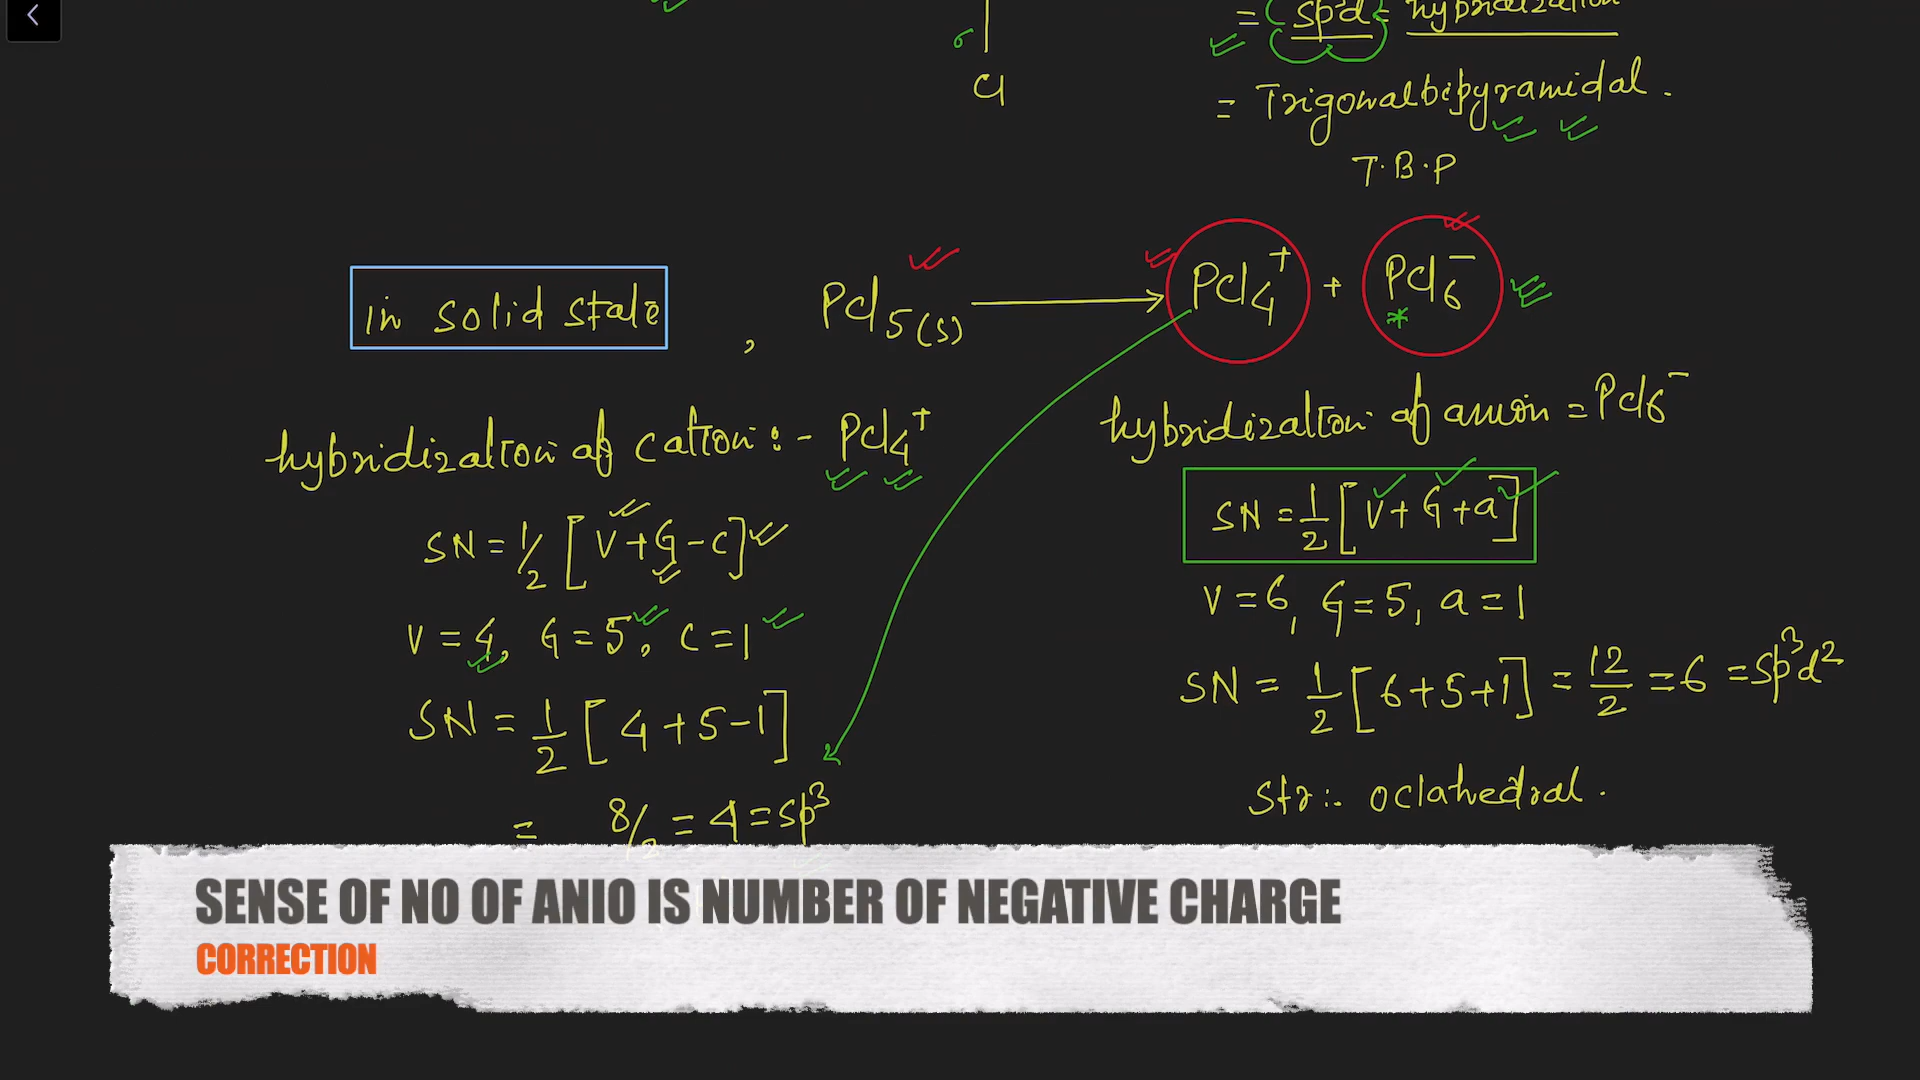 = (sp³d) = hybridization
σ
Cl
= Trigonalbipyramidal.
T.B.P
in solid state , PCl5(s) → PCl4⁺ + PCl6⁻
*
hybridization of cation :- PCl4⁺
hybridization of anion = PCl6⁻
SN = 1/2 [V+G-C]
SN = 1/2 [V+G+a]
V = 4, G = 5, C = 1
V = 6, G = 5, a = 1
SN = 1/2 [4+5-1]
SN = 1/2 [6+5+1] = 12/2 = 6 = sp³d²
= 8/2 = 4 = sp³
Str:. octahedral.
SENSE OF NO OF ANIO IS NUMBER OF NEGATIVE CHARGE
CORRECTION